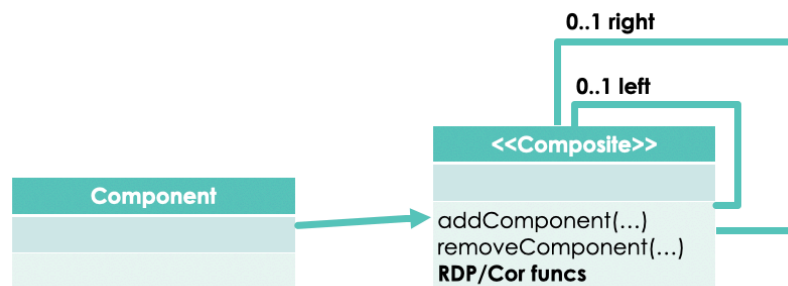 0..1 right
0..1 left
<<Composite>>
Component
addComponent(...)
removeComponent(...)
RDP/Cor funcs